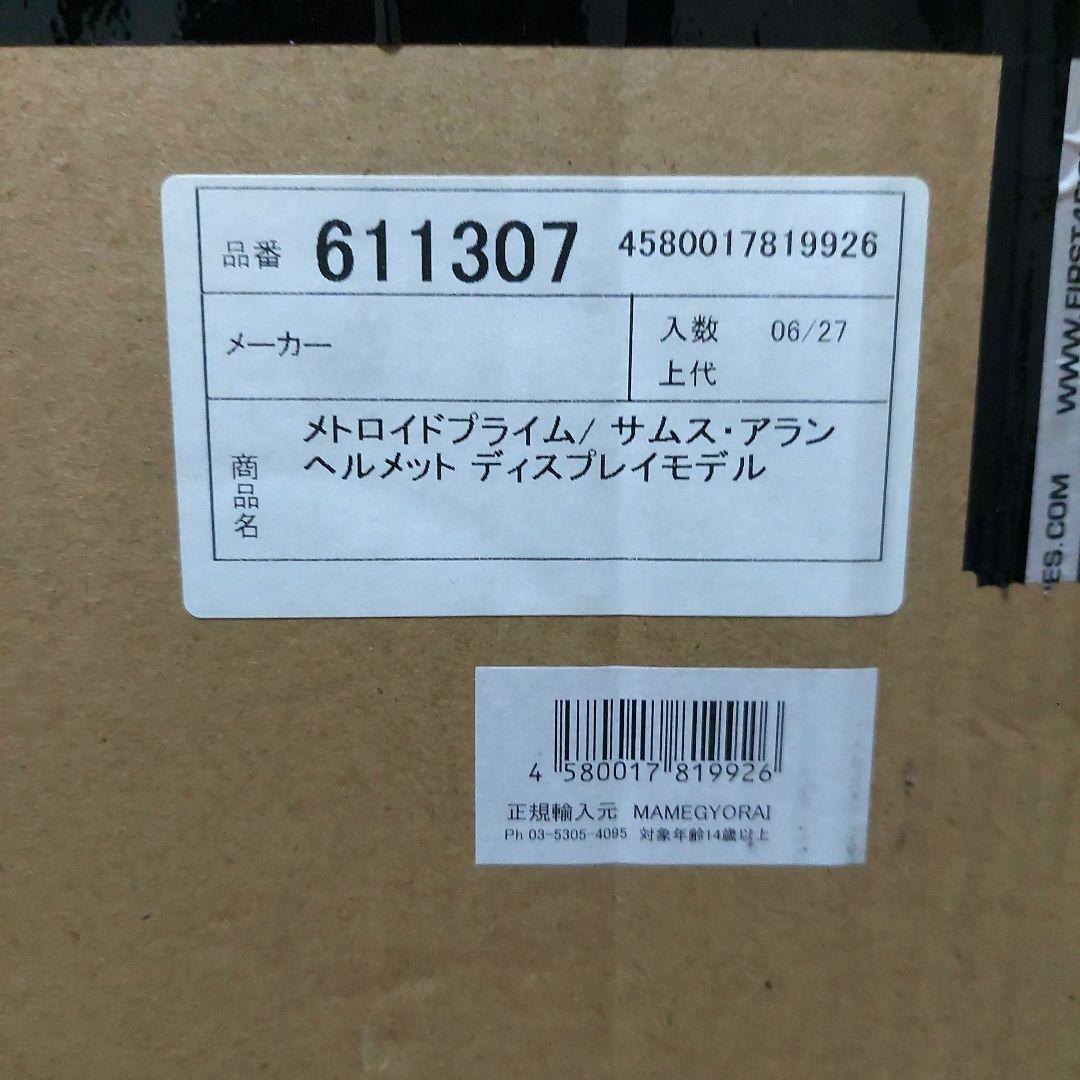 品番 611307 4580017819926
メーカー
入数 06/27
上代
商品名
メトロイドプライム/ サムス・アラン
ヘルメット ディスプレイモデル
4 580017 819926
正規輸入元 MAMEGYORAI
Ph 03-5305-4095 対象年齢14歳以上
WWW.FIRST4
ES.COM